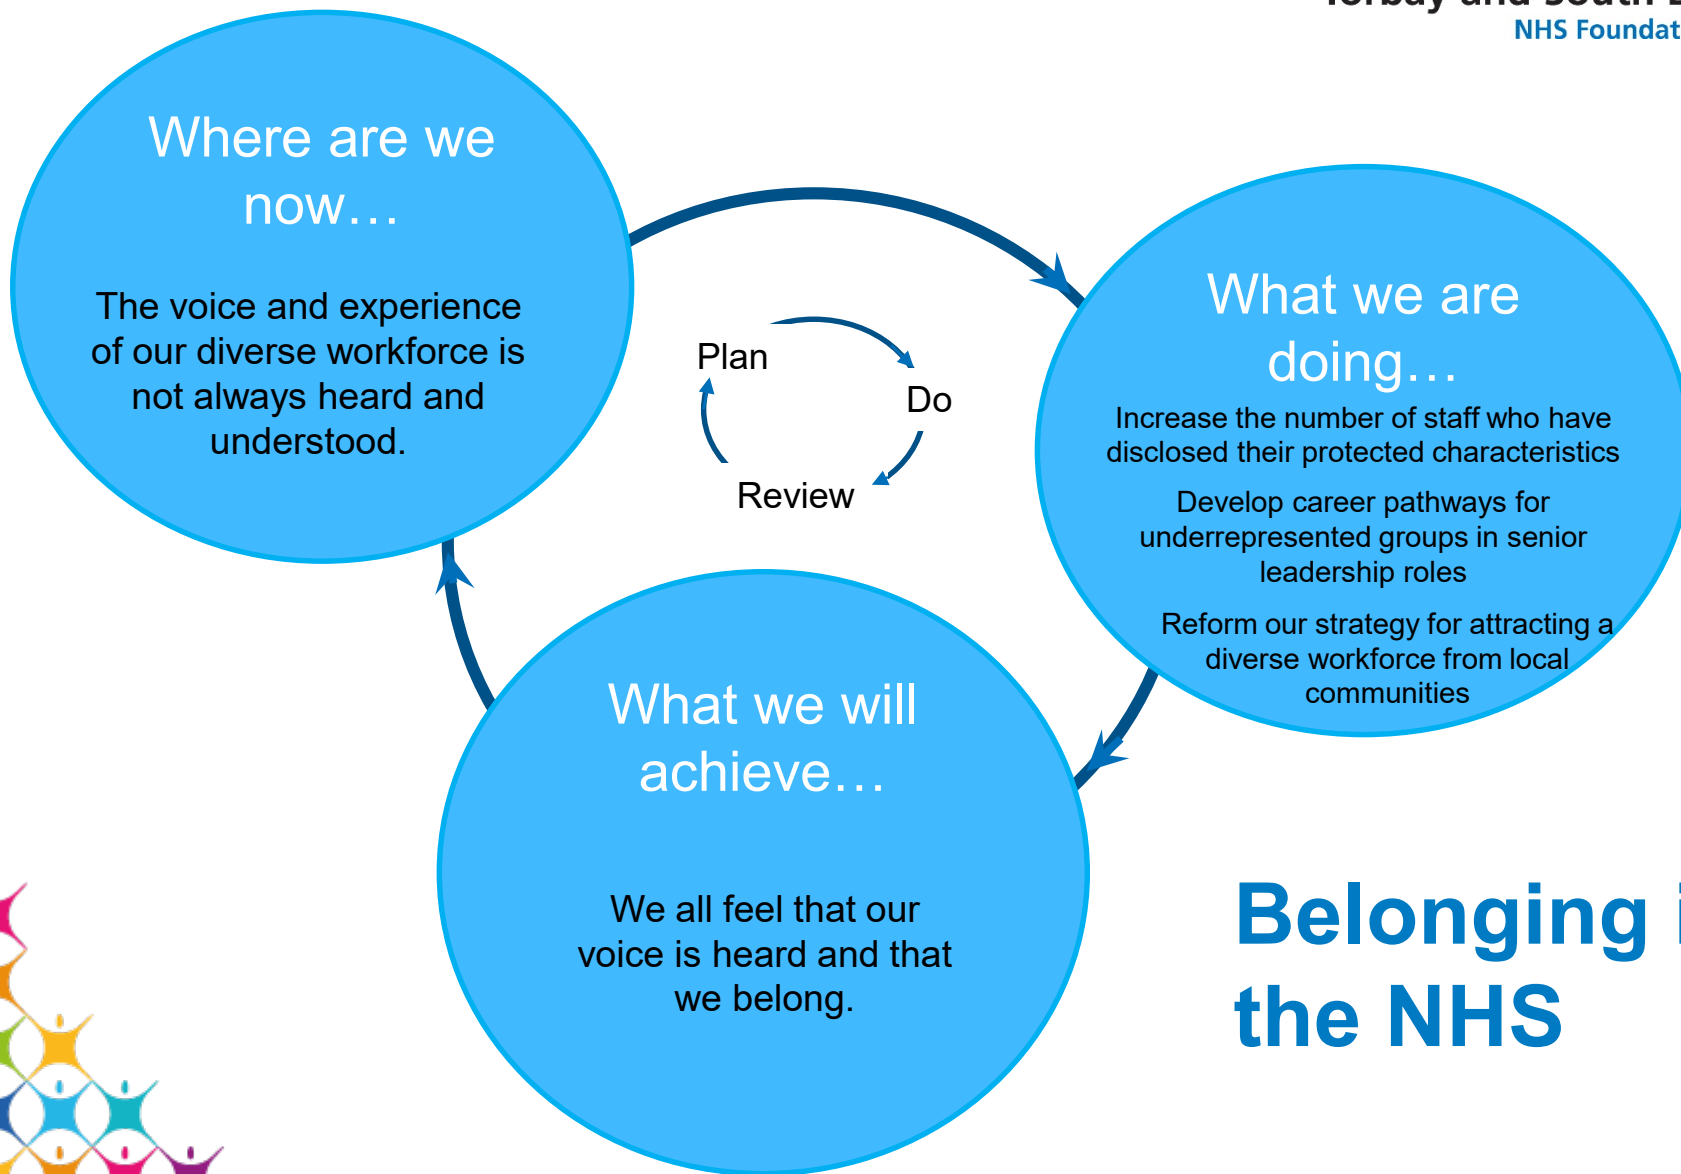 Torbay and South
NHS Foundat
Where are we
now…
The voice and experience
of our diverse workforce is
not always heard and
understood.
Plan
Do
Review
What we are
doing…
Increase the number of staff who have
disclosed their protected characteristics
Develop career pathways for
underrepresented groups in senior
leadership roles
Reform our strategy for attracting a
diverse workforce from local
communities
What we will
achieve…
We all feel that our
voice is heard and that
we belong.
Belonging i
the NHS